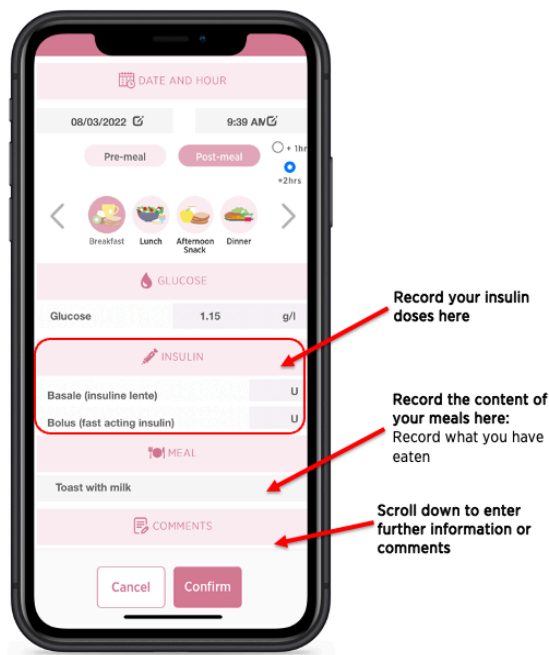 DATE AND HOUR
08/03/2022
9:39 AM
Pre-meal
Post-meal
+ 1hr
+2hrs
Breakfast
Lunch
Afternoon
Snack
Dinner
GLUCOSE
Glucose
1.15
g/l
Record your insulin
doses here
INSULIN
Basale (insuline lente)
U
Bolus (fast acting insulin)
U
Record the content of
your meals here:
Record what you have
eaten
MEAL
Toast with milk
Scroll down to enter
further information or
comments
COMMENTS
Cancel
Confirm